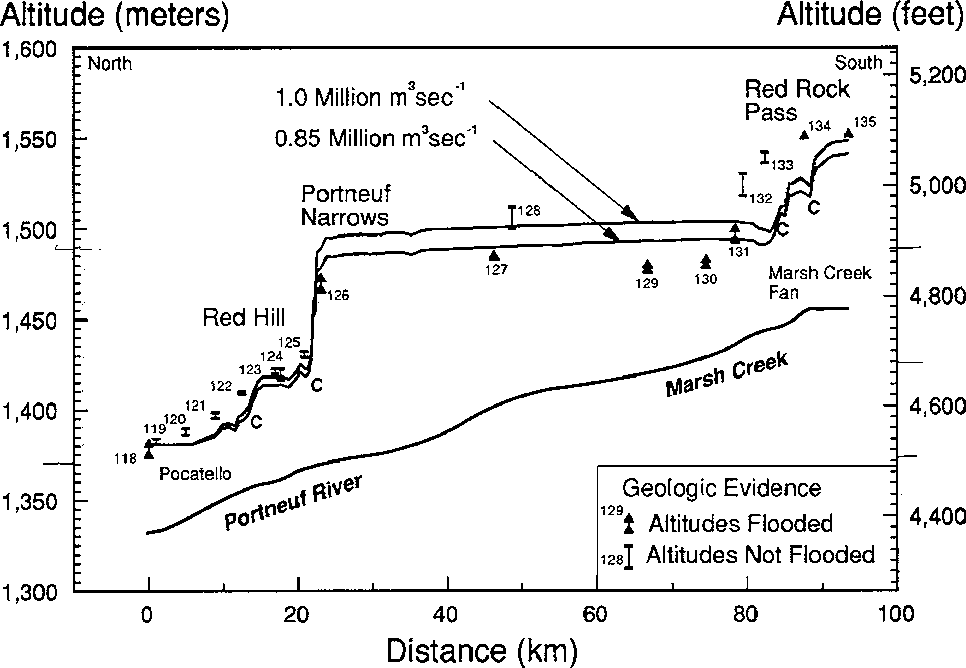 Altitude (meters)
Altitude (feet)
North
South
1,600
1,550
1,500
1,450
1,400
1,350
1,300
5,200
5,000
4,800
4,600
4,400
1.0 Million m³sec⁻¹
0.85 Million m³sec⁻¹
Red Rock
Pass
134
135
133
132
C
C
Portneuf
Narrows
128
127
129
130
131
126
Marsh Creek
Fan
Red Hill
125
124
123
122
121
120
119
118
C
C
Pocatello
Portneuf River
Marsh Creek
Geologic Evidence
129 Altitudes Flooded
128 Altitudes Not Flooded
0
20
40
60
80
100
Distance (km)